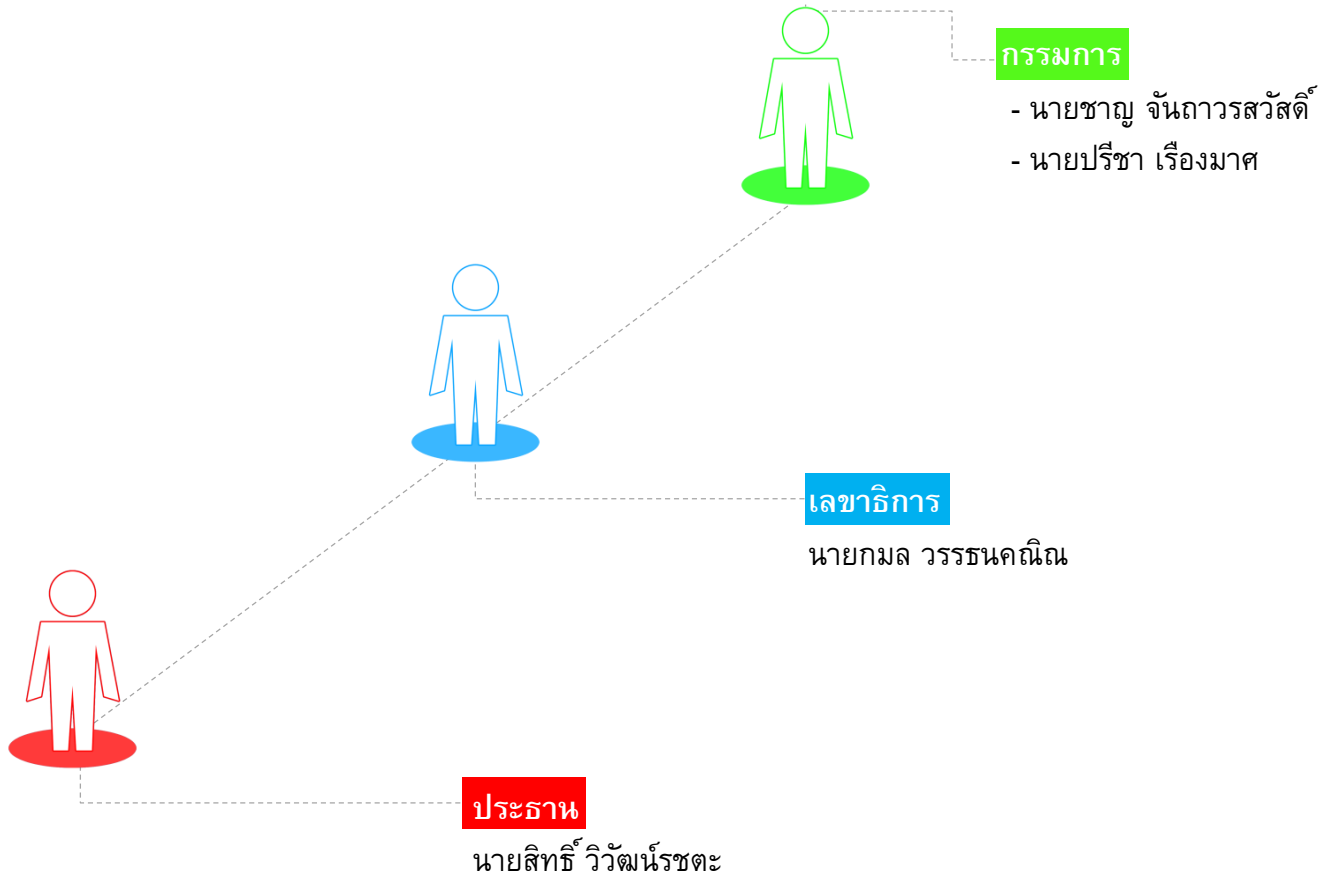 กรรมการ
- นายชาญ จันถาวรสวัสดิ์
- นายปรีชา เรืองมาศ
เลขาธิการ
นายกมล วรรธนคณิณ
ประธาน
นายสิทธิ์ วิวัฒน์รชตะ